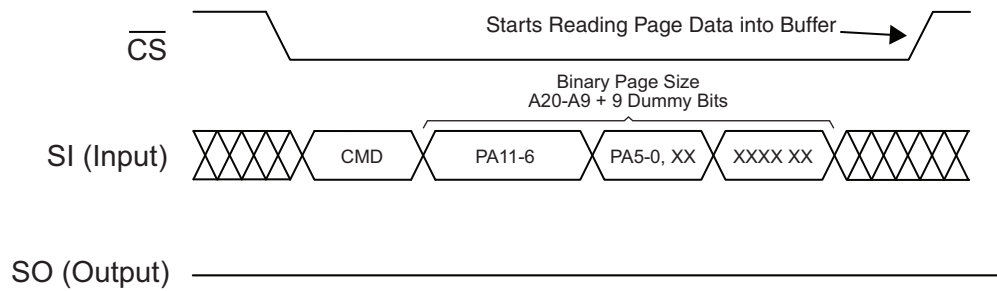 Starts Reading Page Data into Buffer
CS
Binary Page Size
A20-A9 + 9 Dummy Bits
SI (Input)
CMD
PA11-6
PA5-0, XX
XXXX XX
SO (Output)